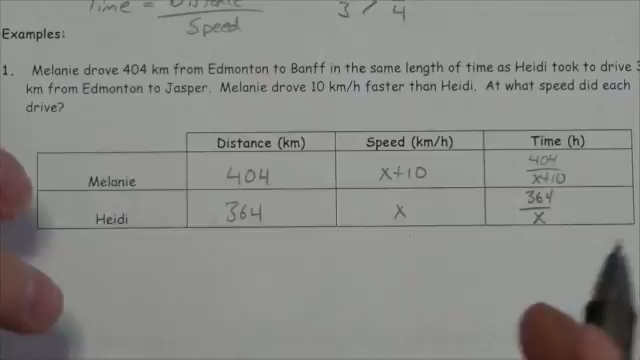 Time = Distance
Speed
3 / 4
Examples:
1. Melanie drove 404 km from Edmonton to Banff in the same length of time as Heidi took to drive 3
km from Edmonton to Jasper. Melanie drove 10 km/h faster than Heidi. At what speed did each
drive?
Distance (km) Speed (km/h) Time (h)
Melanie 404 x+10 404/x+10
Heidi 364 x 364/x